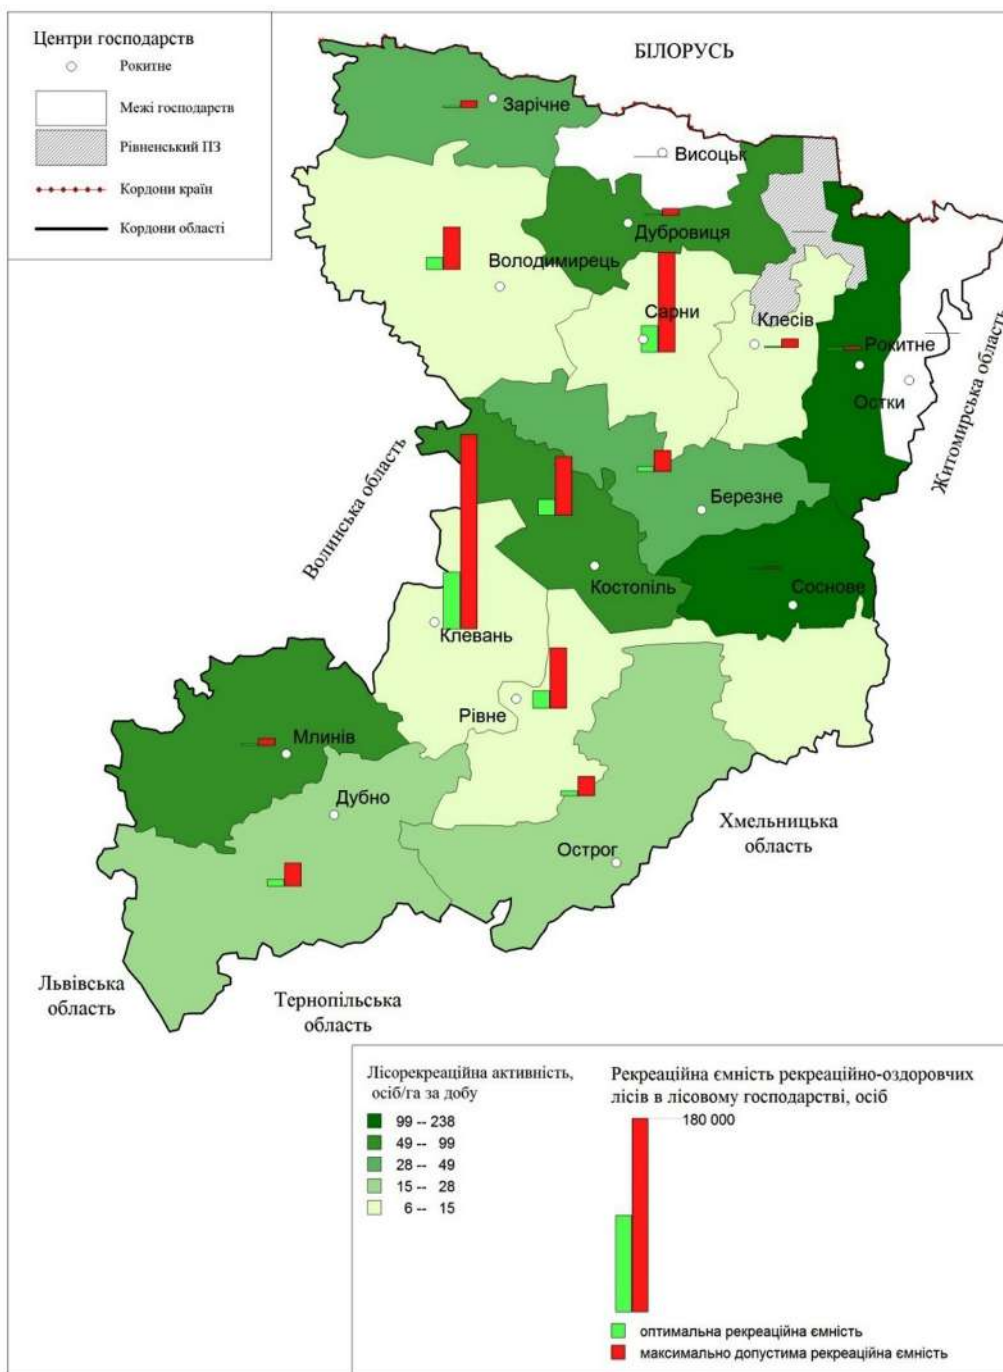 Центри господарств
Рокитне
Межі господарств
Рівненський ПЗ
Кордони країн
Кордони області
БІЛОРУСЬ
Зарічне
Висоцьк
Дубровиця
Володимирець
Сарни
Клесів
Рокитне
Остки
Житомирська область
Волинська область
Березне
Костопіль
Соснове
Клевань
Рівне
Млинів
Дубно
Острог
Хмельницька
область
Львівська
область
Тернопільська
область
Лісорекреаційна активність,
осіб/га за добу
99 -- 238
49 -- 99
28 -- 49
15 -- 28
6 -- 15
Рекреаційна ємність рекреаційно-оздоровчих
лісів в лісовому господарстві, осіб
180 000
оптимальна рекреаційна ємність
максимально допустима рекреаційна ємність